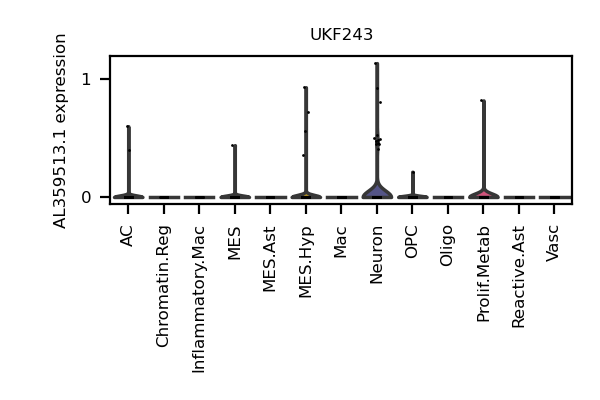 UKF243
AL359513.1 expression
1
0
AC
Chromatin.Reg
Inflammatory.Mac
MES
MES.Ast
MES.Hyp
Mac
Neuron
OPC
Oligo
Prolif.Metab
Reactive.Ast
Vasc